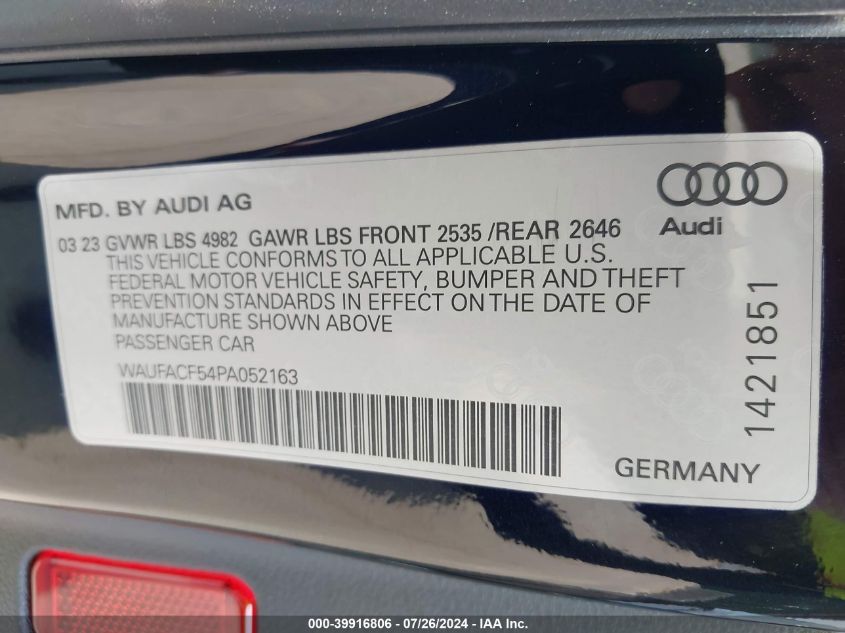 MFD. BY AUDI AG
Audi
03 23 GVWR LBS 4982 GAWR LBS FRONT 2535 /REAR 2646
THIS VEHICLE CONFORMS TO ALL APPLICABLE U.S.
FEDERAL MOTOR VEHICLE SAFETY, BUMPER AND THEFT
PREVENTION STANDARDS IN EFFECT ON THE DATE OF
MANUFACTURE SHOWN ABOVE
PASSENGER CAR
WAUFACF54PA052163
1421851
GERMANY
000-39916806 - 07/26/2024 - IAA Inc.